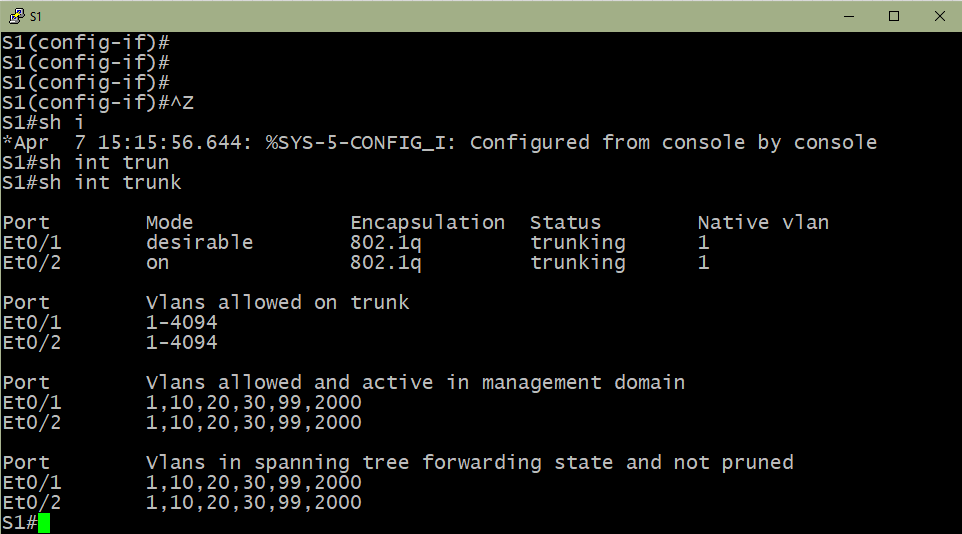 S1
S1(config-if)#
S1(config-if)#
S1(config-if)#
S1(config-if)#^Z
S1#sh i
*Apr  7 15:15:56.644: %SYS-5-CONFIG_I: Configured from console by console
S1#sh int trun
S1#sh int trunk
Port        Mode             Encapsulation  Status        Native vlan
Et0/1       desirable        802.1q         trunking      1
Et0/2       on               802.1q         trunking      1
Port        Vlans allowed on trunk
Et0/1       1-4094
Et0/2       1-4094
Port        Vlans allowed and active in management domain
Et0/1       1,10,20,30,99,2000
Et0/2       1,10,20,30,99,2000
Port        Vlans in spanning tree forwarding state and not pruned
Et0/1       1,10,20,30,99,2000
Et0/2       1,10,20,30,99,2000
S1#